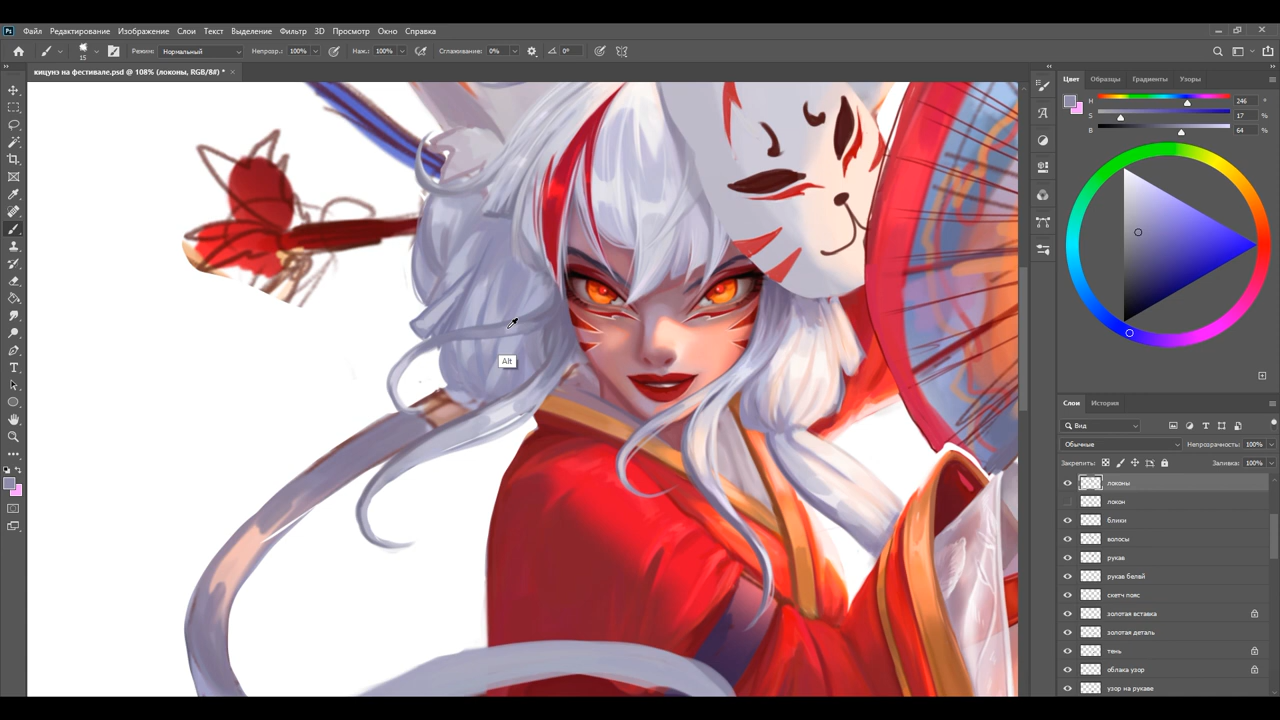 Ps Файл Редактирование Изображение Слои Текст Выделение Фильтр 3D Просмотр Окно Справка
15 Режим: Нормальный Непрозр.: 100% Наж.: 100% Сглаживание: 0% 0°
кицунэ на фестивале.psd @ 108% (локоны, RGB/8#) * ×
Цвет Образцы Градиенты Узоры
H 246 °
S 17 %
B 64 %
Alt
Слои История
Вид
Обычные Непрозрачность: 100%
Закрепить: Заливка: 100%
локоны
локон
блики
волосы
рукав
рукав белвй
скетч пояс
золотая вставка
золотая деталь
тень
облака узор
узор на рукаве